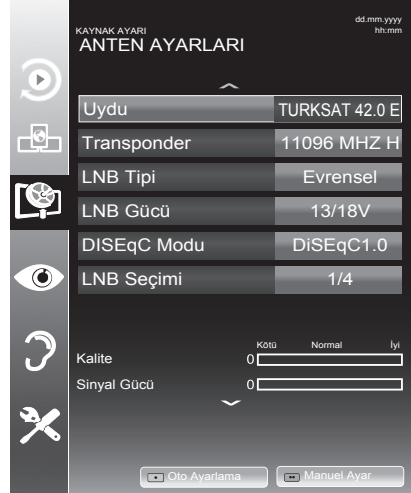 KAYNAK AYARI
ANTEN AYARLARI
dd.mm.yyyy
hh:mm
Uydu TURKSAT 42.0 E
Transponder 11096 MHZ H
LNB Tipi Evrensel
LNB Gücü 13/18V
DISEqC Modu DiSEqC1.0
LNB Seçimi 1/4
Kötü Normal İyi
Kalite 0
Sinyal Gücü 0
Oto Ayarlama Manuel Ayar